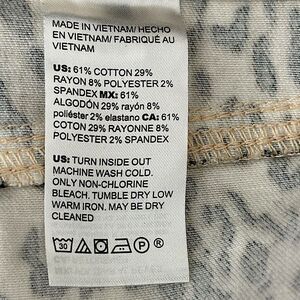 MADE IN VIETNAM/ HECHO
EN VIETNAM/ FABRIQUÉ AU
VIETNAM
US: 61% COTTON 29%
RAYON 8% POLYESTER 2%
SPANDEX MX: 61%
ALGODÓN 29% rayón 8%
poliéster 2% elastano CA: 61%
COTON 29% RAYONNE 8%
POLYESTER 2% SPANDEX
US: TURN INSIDE OUT
MACHINE WASH COLD.
ONLY NON-CHLORINE
BLEACH. TUMBLE DRY LOW
WARM IRON. MAY BE DRY
CLEANED